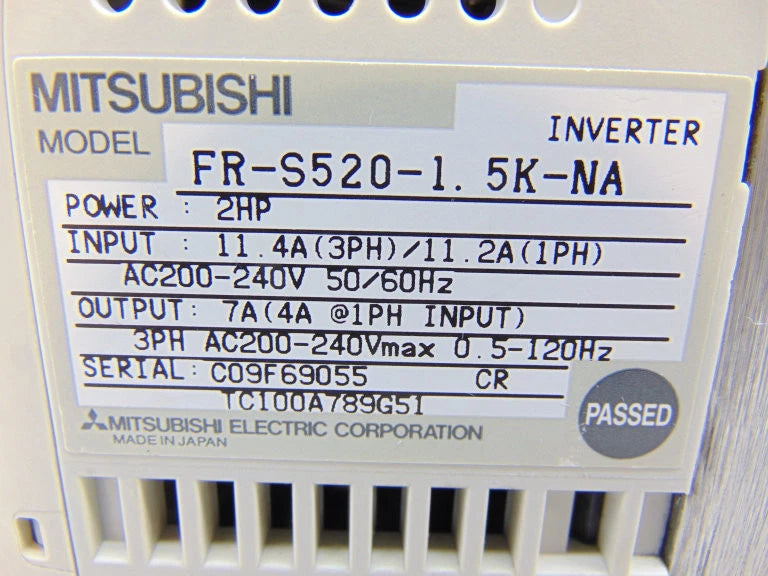 MITSUBISHI
INVERTER
MODEL FR-S520-1.5K-NA
POWER : 2HP
INPUT : 11.4A(3PH)/11.2A(1PH)
AC200-240V 50/60Hz
OUTPUT: 7A(4A @1PH INPUT)
3PH AC200-240Vmax 0.5-120Hz
SERIAL: C09F69055 CR
TC100A789G51
PASSED
MITSUBISHI ELECTRIC CORPORATION
MADE IN JAPAN